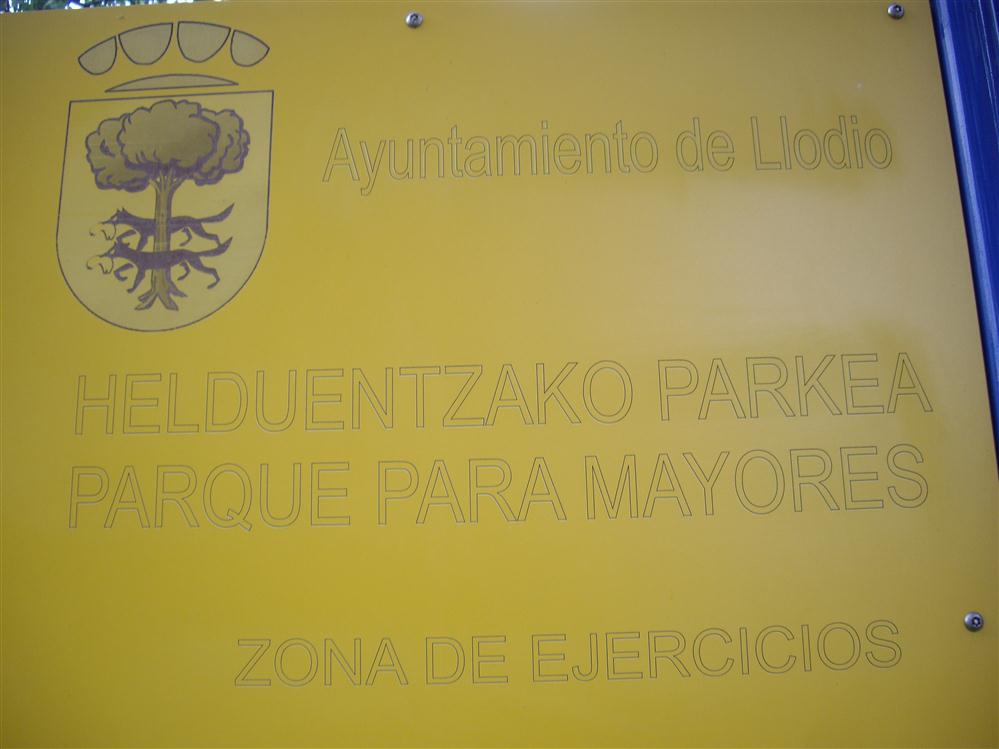 Ayuntamiento de Llodio
HELDUENTZAKO PARKEA
PARQUE PARA MAYORES
ZONA DE EJERCICIOS